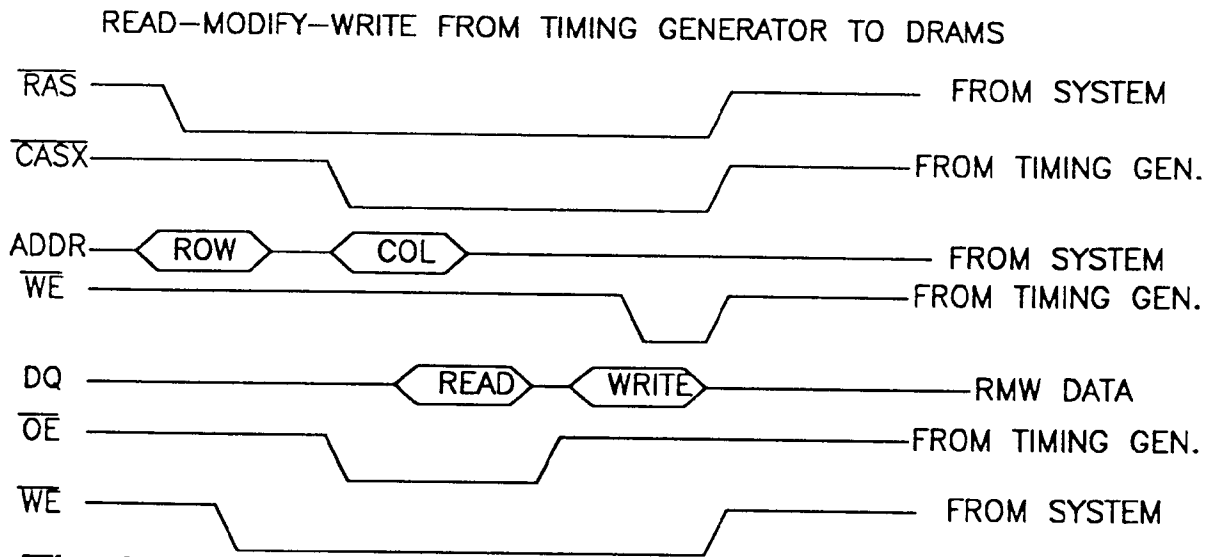 READ-MODIFY-WRITE FROM TIMING GENERATOR TO DRAMS
RAS FROM SYSTEM
CASX FROM TIMING GEN.
ADDR ROW COL FROM SYSTEM
WE FROM TIMING GEN.
DQ READ WRITE RMW DATA
OE FROM TIMING GEN.
WE FROM SYSTEM